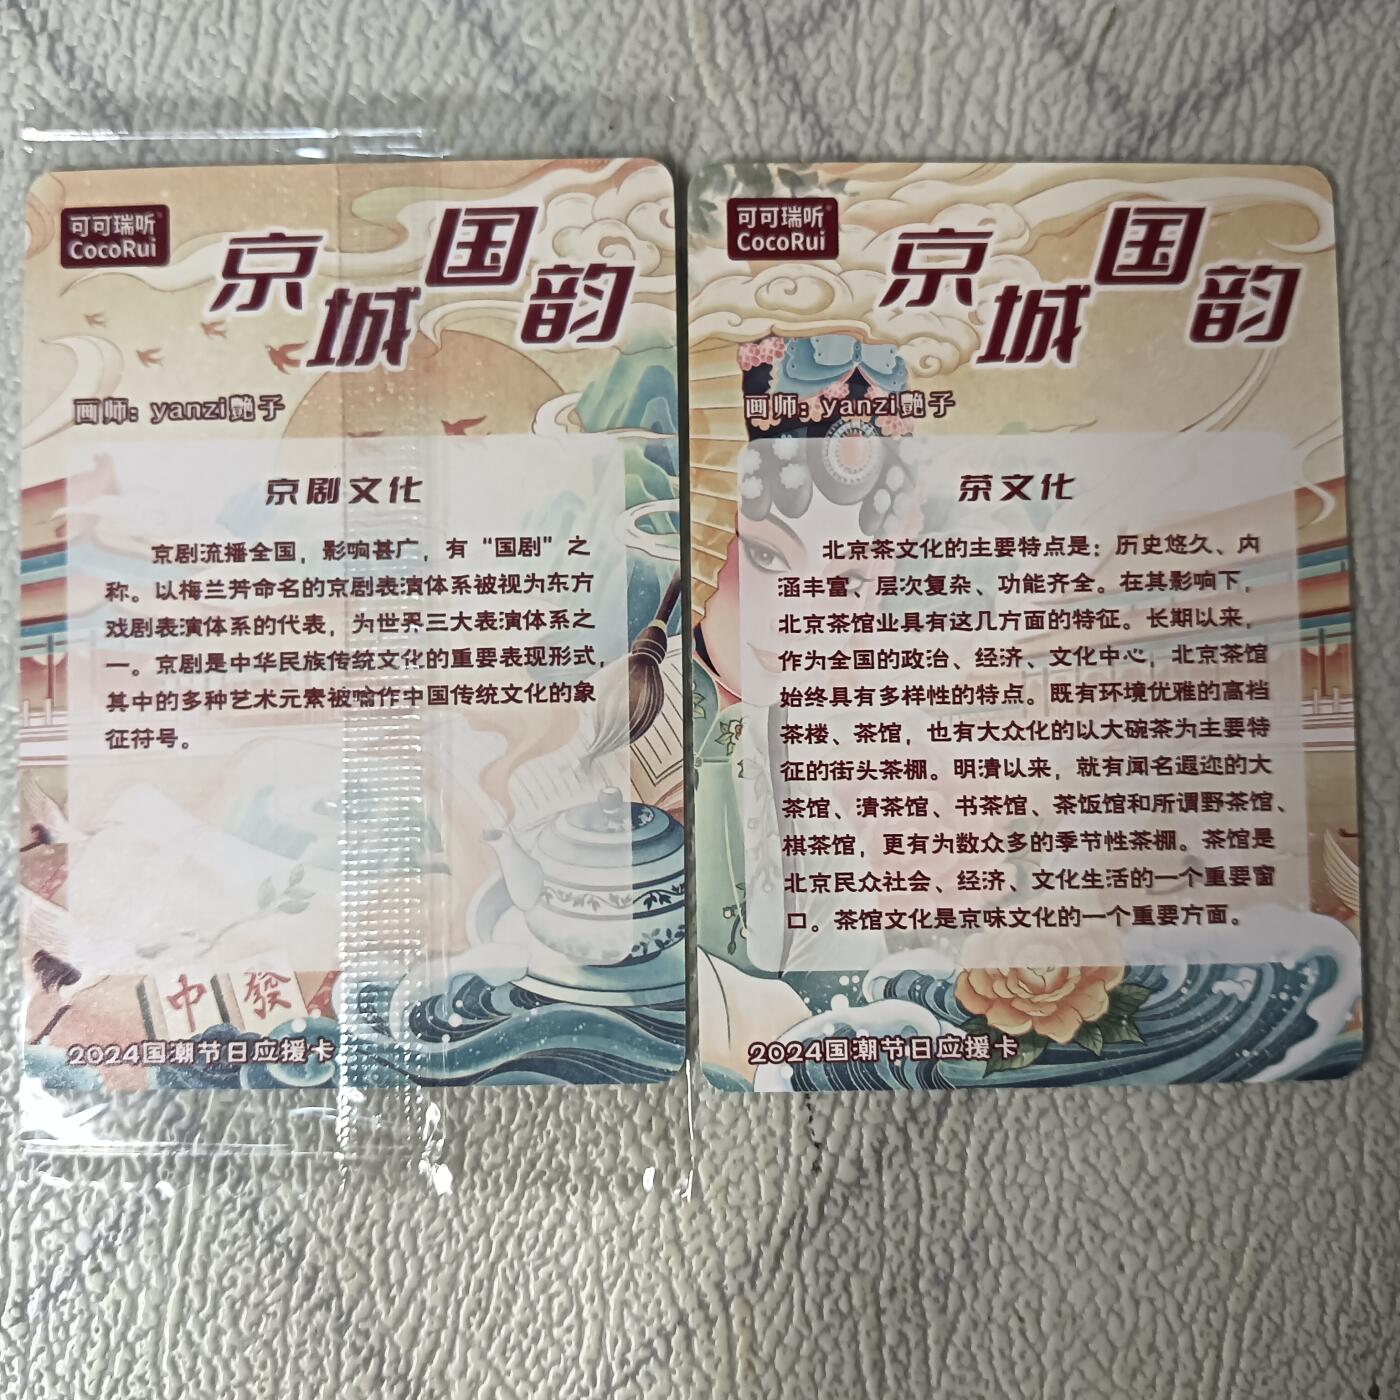 可可瑞听
CocoRui
京城国韵
画师：yanzi艷子
京剧文化
京剧流播全国，影响甚广，有“国剧”之
称。以梅兰芳命名的京剧表演体系被视为东方
戏剧表演体系的代表，为世界三大表演体系之
一。京剧是中华民族传统文化的重要表现形式，
其中的多种艺术元素被喻作中国传统文化的象
征符号。
中 發
2024国潮节日应援卡
可可瑞听
CocoRui
京城国韵
画师：yanzi艷子
茶文化
北京茶文化的主要特点是：历史悠久、内
涵丰富、层次复杂、功能齐全。在其影响下，
北京茶馆业具有这几方面的特征。长期以来，
作为全国的政治、经济、文化中心，北京茶馆
始终具有多样性的特点。既有环境优雅的高档
茶楼、茶馆，也有大众化的以大碗茶为主要特
征的街头茶棚。明清以来，就有闻名遐迩的大
茶馆、清茶馆、书茶馆、茶饭馆和所谓野茶馆、
棋茶馆，更有为数众多的季节性茶棚。茶馆是
北京民众社会、经济、文化生活的一个重要窗
口。茶馆文化是京味文化的一个重要方面。
2024国潮节日应援卡